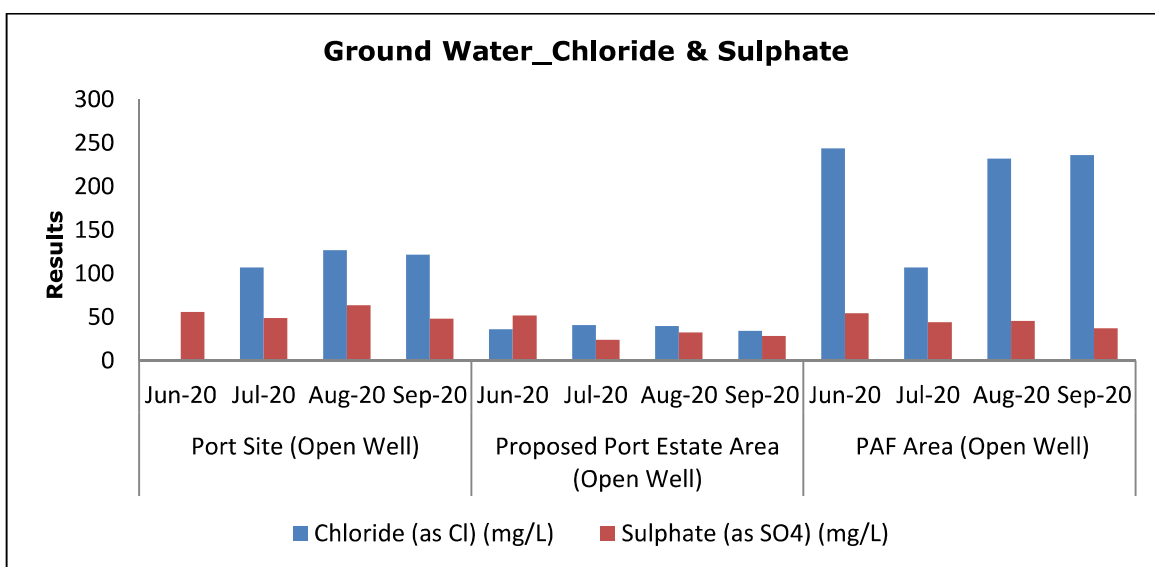 Ground Water_Chloride & Sulphate
300
250
200
150
100
50
0
Results
Jun-20 Jul-20 Aug-20 Sep-20 Jun-20 Jul-20 Aug-20 Sep-20 Jun-20 Jul-20 Aug-20 Sep-20
Port Site (Open Well) Proposed Port Estate Area PAF Area (Open Well)
(Open Well)
Chloride (as Cl) (mg/L) Sulphate (as SO4) (mg/L)